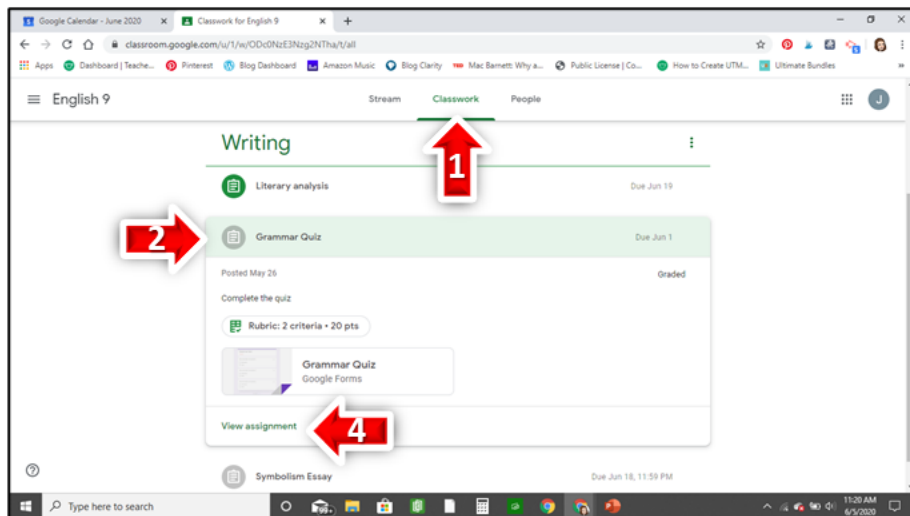 Google Calendar - June 2020
Classwork for English 9
classroom.google.com/u/1/w/ODc0NzE3Nzg2NTha/t/all
Apps Dashboard | Teache... Pinterest Blog Dashboard Amazon Music Blog Clarity Mac Barnett: Why a... Public License | Co... How to Create UTM... Ultimate Bundles
English 9
Stream Classwork People
J
1
Writing
Literary analysis Due Jun 19
2
Grammar Quiz Due Jun 1
Posted May 26 Graded
Complete the quiz
Rubric: 2 criteria • 20 pts
Grammar Quiz
Google Forms
View assignment
4
Symbolism Essay Due Jun 18, 11:59 PM
Type here to search
11:20 AM
6/5/2020